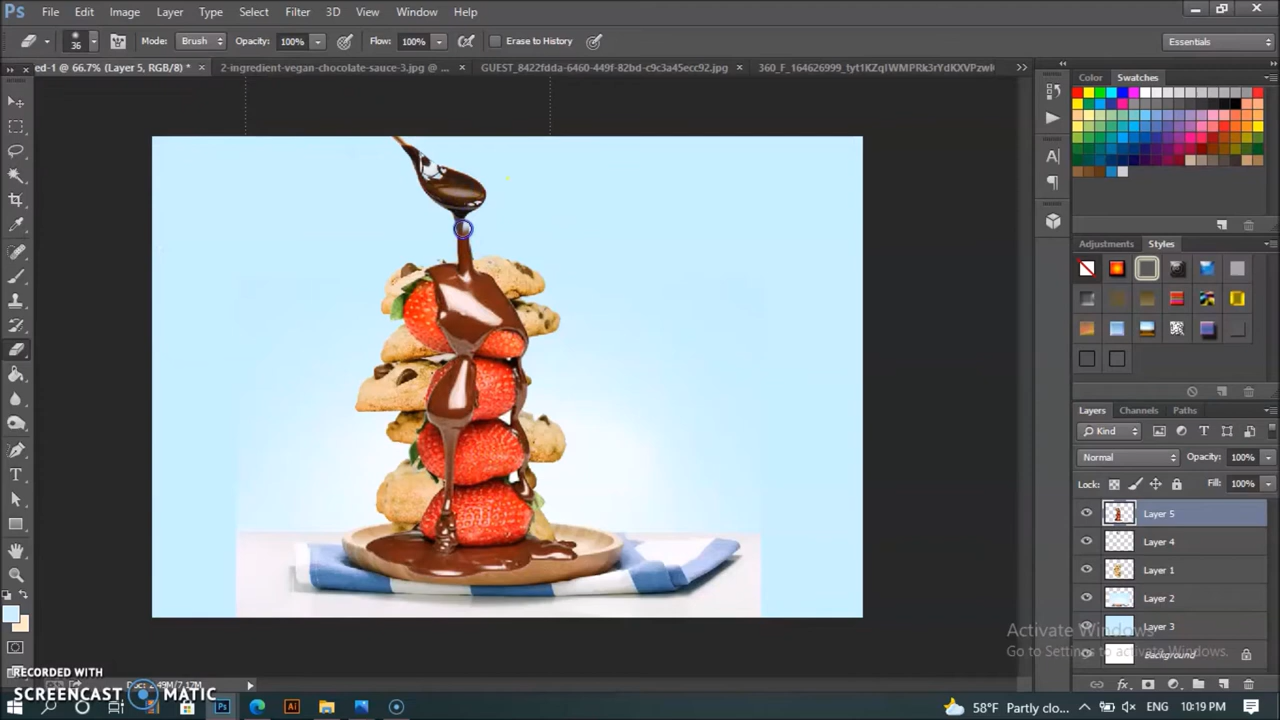 Ps File Edit Image Layer Type Select Filter 3D View Window Help
36 Mode: Brush Opacity: 100% Flow: 100% Erase to History Essentials
ed-1 @ 66.7% (Layer 5, RGB/8) * × 2-ingredient-vegan-chocolate-sauce-3.jpg @ ... × GUEST_8422fdda-6460-449f-82bd-c9c3a45ecc92.jpg ×
Color Swatches
Adjustments Styles
Layers Channels Paths
Kind
Normal Opacity: 100%
Lock: Fill: 100%
Layer 5
Layer 4
Layer 1
Layer 2
Layer 3
Background
Activate Windows
Go to Settings to activate Windows.
RECORDED WITH
SCREENCAST MATIC
Ps Ai 58°F Partly clo... ENG 10:19 PM